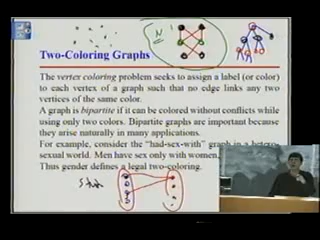 N
Two-Coloring Graphs
The vertex coloring problem seeks to assign a label (or color)
to each vertex of a graph such that no edge links any two
vertices of the same color.
A graph is bipartite if it can be colored without conflicts while
using only two colors. Bipartite graphs are important because
they arise naturally in many applications.
For example, consider the “had-sex-with” graph in a hetero-
sexual world. Men have sex only with women,
Thus gender defines a legal two-coloring.